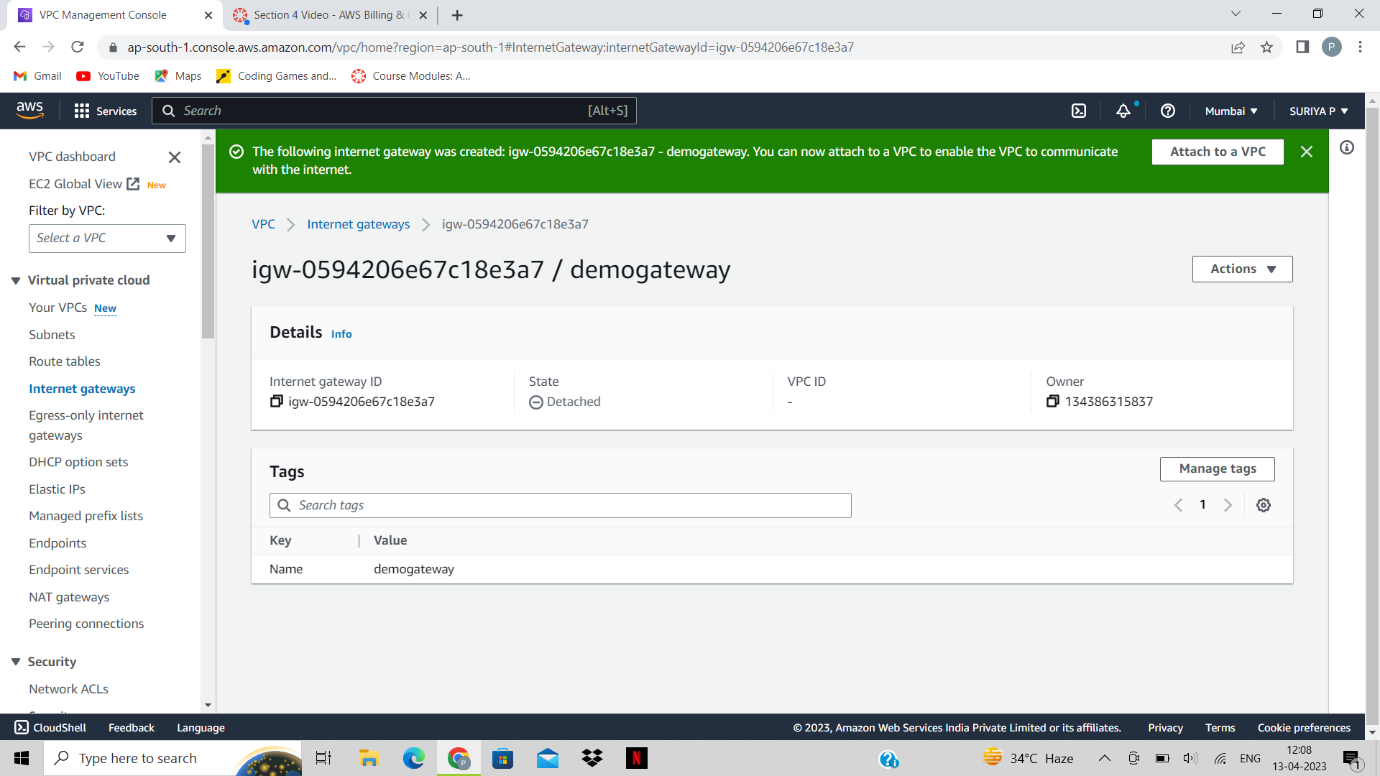 VPC Management Console
Section 4 Video - AWS Billing &
ap-south-1.console.aws.amazon.com/vpc/home?region=ap-south-1#InternetGateway:internetGatewayId=igw-0594206e67c18e3a7
P
Gmail
YouTube
Maps
Coding Games and...
Course Modules: A...
aws
Services
Search
[Alt+S]
Mumbai
SURIYA P
VPC dashboard
EC2 Global View
New
Filter by VPC:
Select a VPC
Virtual private cloud
Your VPCs New
Subnets
Route tables
Internet gateways
Egress-only internet
gateways
DHCP option sets
Elastic IPs
Managed prefix lists
Endpoints
Endpoint services
NAT gateways
Peering connections
Security
Network ACLs
The following internet gateway was created: igw-0594206e67c18e3a7 - demogateway. You can now attach to a VPC to enable the VPC to communicate
with the internet.
Attach to a VPC
VPC
Internet gateways
igw-0594206e67c18e3a7
igw-0594206e67c18e3a7 / demogateway
Actions
Details Info
Internet gateway ID
igw-0594206e67c18e3a7
State
Detached
VPC ID
-
Owner
134386315837
Tags
Manage tags
Search tags
1
Key
Value
Name
demogateway
CloudShell
Feedback
Language
© 2023, Amazon Web Services India Private Limited or its affiliates.
Privacy
Terms
Cookie preferences
Type here to search
P
N
34°C Haze
ENG
12:08
13-04-2023
1